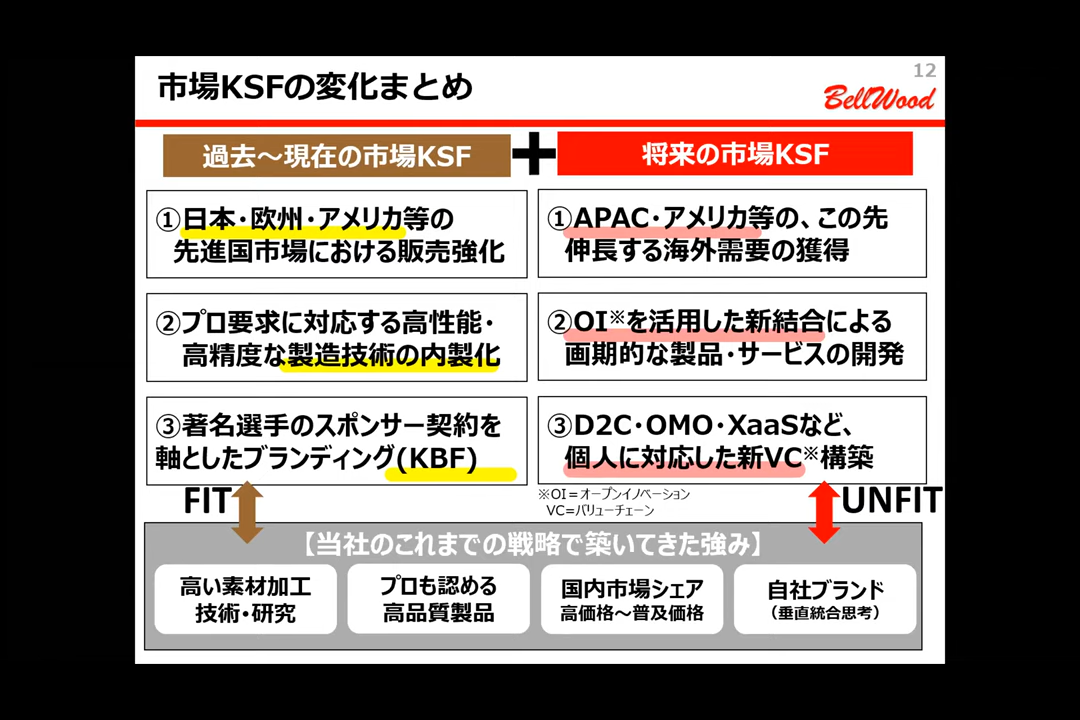 12
市場KSFの変化まとめ
BellWood
過去～現在の市場KSF
+
将来の市場KSF
①日本・欧州・アメリカ等の
先進国市場における販売強化
②プロ要求に対応する高性能・
高精度な製造技術の内製化
③著名選手のスポンサー契約を
軸としたブランディング(KBF)
①APAC・アメリカ等の、この先
伸長する海外需要の獲得
②OI※を活用した新結合による
画期的な製品・サービスの開発
③D2C・OMO・XaaSなど、
個人に対応した新VC※構築
※OI＝オープンイノベーション
VC=バリューチェーン
FIT
UNFIT
【当社のこれまでの戦略で築いてきた強み】
高い素材加工
技術・研究
プロも認める
高品質製品
国内市場シェア
高価格～普及価格
自社ブランド
（垂直統合思考）